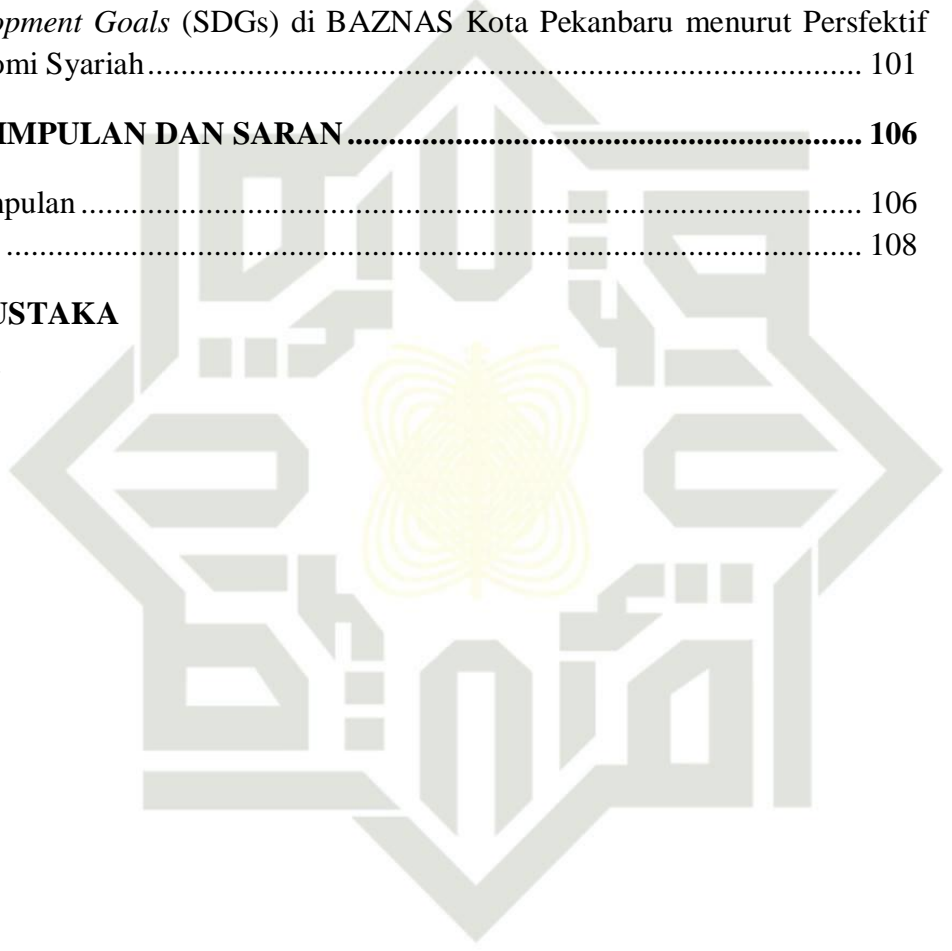 opment Goals (SDGs) di BAZNAS Kota Pekanbaru menurut Persfektif
omi Syariah.......................................................................................... 101
IMPULAN DAN SARAN................................................................. 106
npulan................................................................................................... 106
............................................................................................................. 108
USTAKA